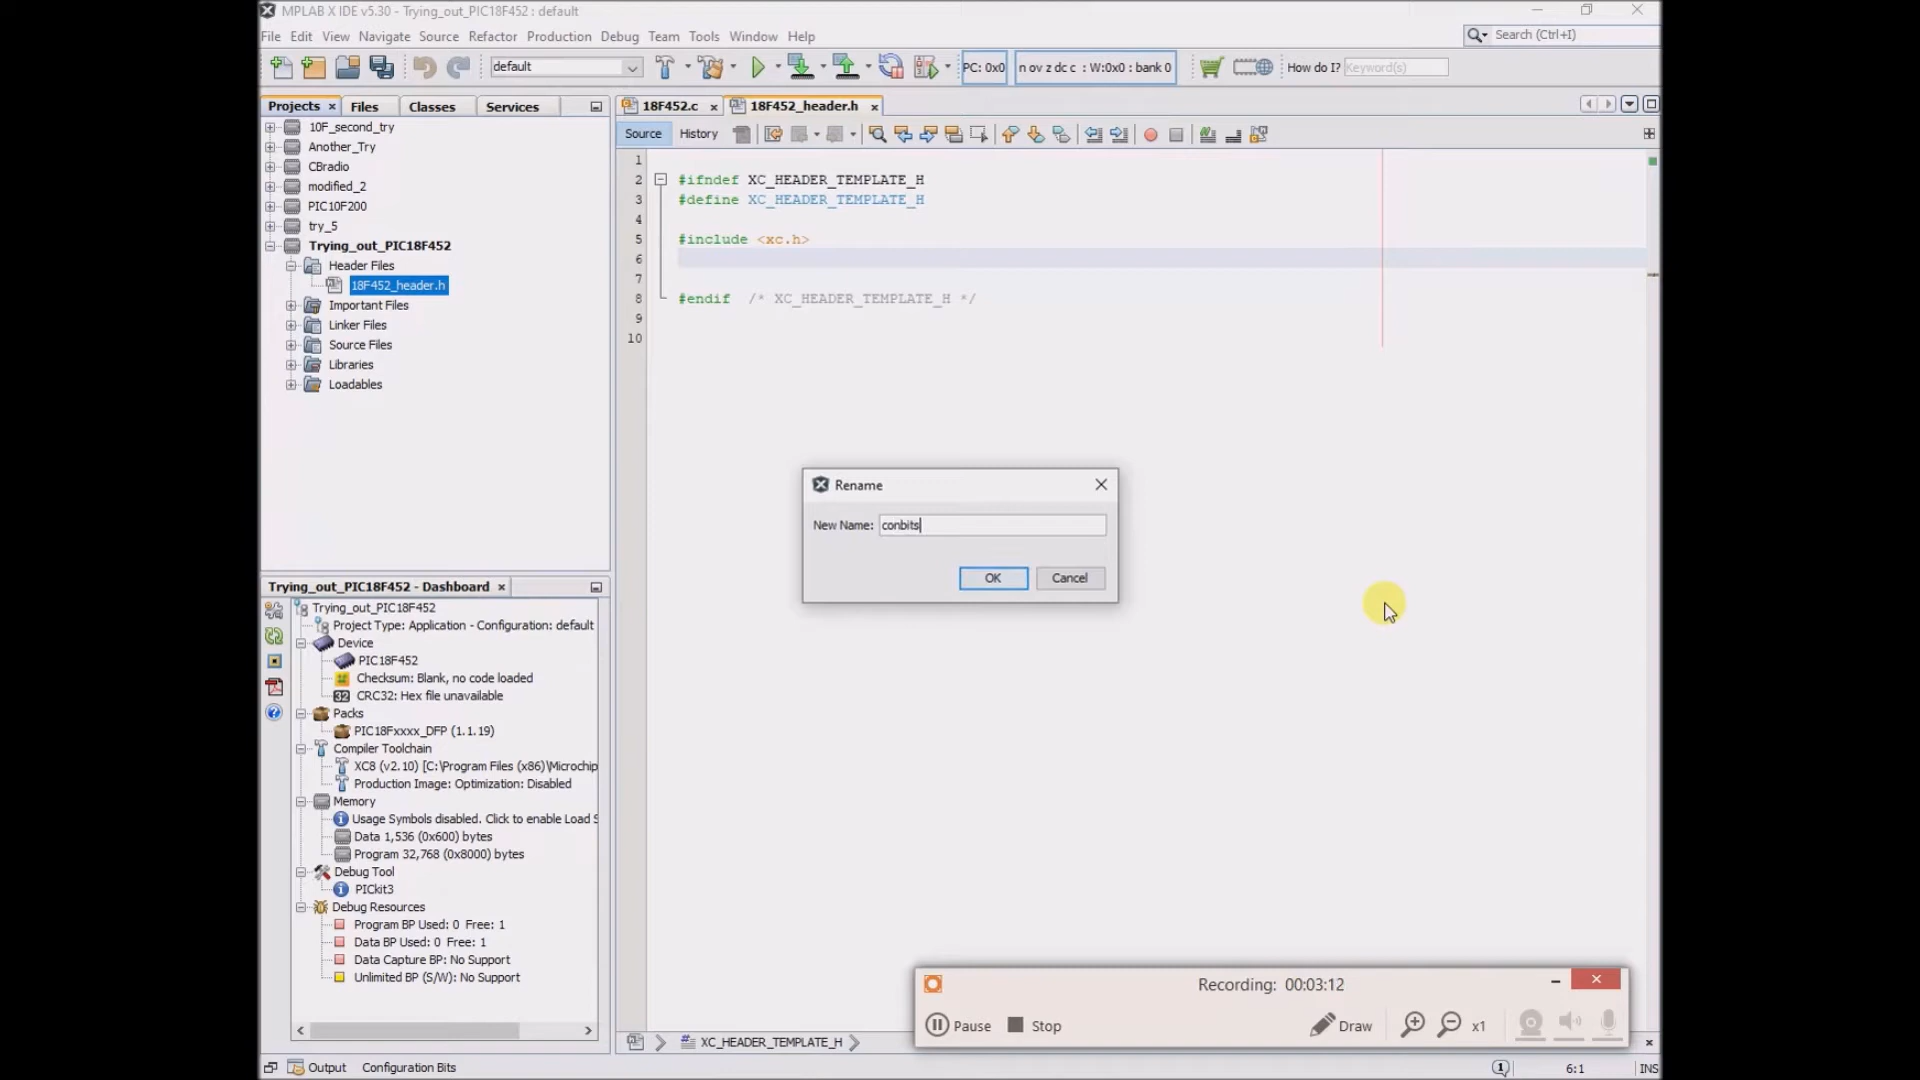 MPLAB X IDE v5.30 - Trying_out_PIC18F452 : default
File Edit View Navigate Source Refactor Production Debug Team Tools Window Help
Search (Ctrl+I)
default
PC: 0x0
n ov z dc c : W:0x0 : bank 0
How do I? Keyword(s)
Projects Files Classes Services
10F_second_try
Another_Try
CBradio
modified_2
PIC10F200
try_5
Trying_out_PIC18F452
Header Files
18F452_header.h
Important Files
Linker Files
Source Files
Libraries
Loadables
Trying_out_PIC18F452 - Dashboard
Trying_out_PIC18F452
Project Type: Application - Configuration: default
Device
PIC18F452
Checksum: Blank, no code loaded
32 CRC32: Hex file unavailable
Packs
PIC18Fxxxx_DFP (1.1.19)
Compiler Toolchain
XC8 (v2.10) [C:\Program Files (x86)\Microchip
Production Image: Optimization: Disabled
Memory
Usage Symbols disabled. Click to enable Load S
Data 1,536 (0x600) bytes
Program 32,768 (0x8000) bytes
Debug Tool
PICkit3
Debug Resources
Program BP Used: 0 Free: 1
Data BP Used: 0 Free: 1
Data Capture BP: No Support
Unlimited BP (S/W): No Support
18F452.c 18F452_header.h
Source History
1
2 #ifndef XC_HEADER_TEMPLATE_H
3 #define XC_HEADER_TEMPLATE_H
4
5 #include <xc.h>
6
7
8 #endif /* XC_HEADER_TEMPLATE_H */
9
10
Rename
New Name: conbits
OK Cancel
Recording: 00:03:12
Pause Stop Draw x1
XC_HEADER_TEMPLATE_H
Output Configuration Bits
1 6:1 INS